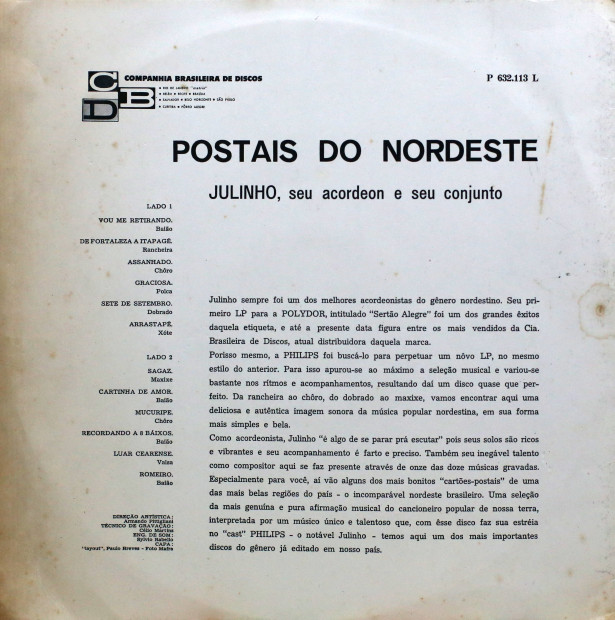 CBD
COMPANHIA BRASILEIRA DE DISCOS
P 632.113 L
POSTAIS DO NORDESTE
JULINHO, seu acordeon e seu conjunto
LADO 1
VOU ME RETIRANDO.
Baião
DE FORTALEZA A ITAPAGÉ.
Rancheira
ASSANHADO.
Chôro
GRACIOSA.
Polca
SETE DE SETEMBRO.
Dobrado
ARRASTAPÉ.
Xóte
LADO 2
SAGAZ.
Maxixe
CARTINHA DE AMOR.
Baião
MUCURIPE.
Chôro
RECORDANDO A 8 BÁIXOS.
Baião
LUAR CEARENSE.
Valsa
ROMEIRO.
Baião
DIREÇÃO ARTÍSTICA:
Armando Pittigliani
TÉCNICO DE GRAVAÇÃO:
Célio Martins
ENG. DE SOM:
Sylvio Rabello
CAPA:
"layout", Paulo Breves - Foto Mafra
Julinho sempre foi um dos melhores acordeonistas do gênero nordestino. Seu pri-
meiro LP para a POLYDOR, intitulado "Sertão Alegre" foi um dos grandes êxitos
daquela etiqueta, e até a presente data figura entre os mais vendidos da Cia.
Brasileira de Discos, atual distribuidora daquela marca.
Porisso mesmo, a PHILIPS foi buscá-lo para perpetuar um nôvo LP, no mesmo
estilo do anterior. Para isso apurou-se ao máximo a seleção musical e variou-se
bastante nos rítmos e acompanhamentos, resultando daí um disco quase que per-
feito. Da rancheira ao chôro, do dobrado ao maxixe, vamos encontrar aqui uma
deliciosa e autêntica imagem sonora da música popular nordestina, em sua forma
mais simples e bela.
Como acordeonista, Julinho "é algo de se parar prá escutar" pois seus solos são ricos
e vibrantes e seu acompanhamento é farto e preciso. Também seu inegável talento
como compositor aqui se faz presente através de onze das doze músicas gravadas.
Especialmente para você, aí vão alguns dos mais bonitos "cartões-postais" de uma
das mais belas regiões do país - o incomparável nordeste brasileiro. Uma seleção
da mais genuína e pura afirmação musical do cancioneiro popular de nossa terra,
interpretada por um músico único e talentoso que, com êsse disco faz sua estréia
no "cast" PHILIPS - o notável Julinho - temos aqui um dos mais importantes
discos do gênero já editado em nosso país.